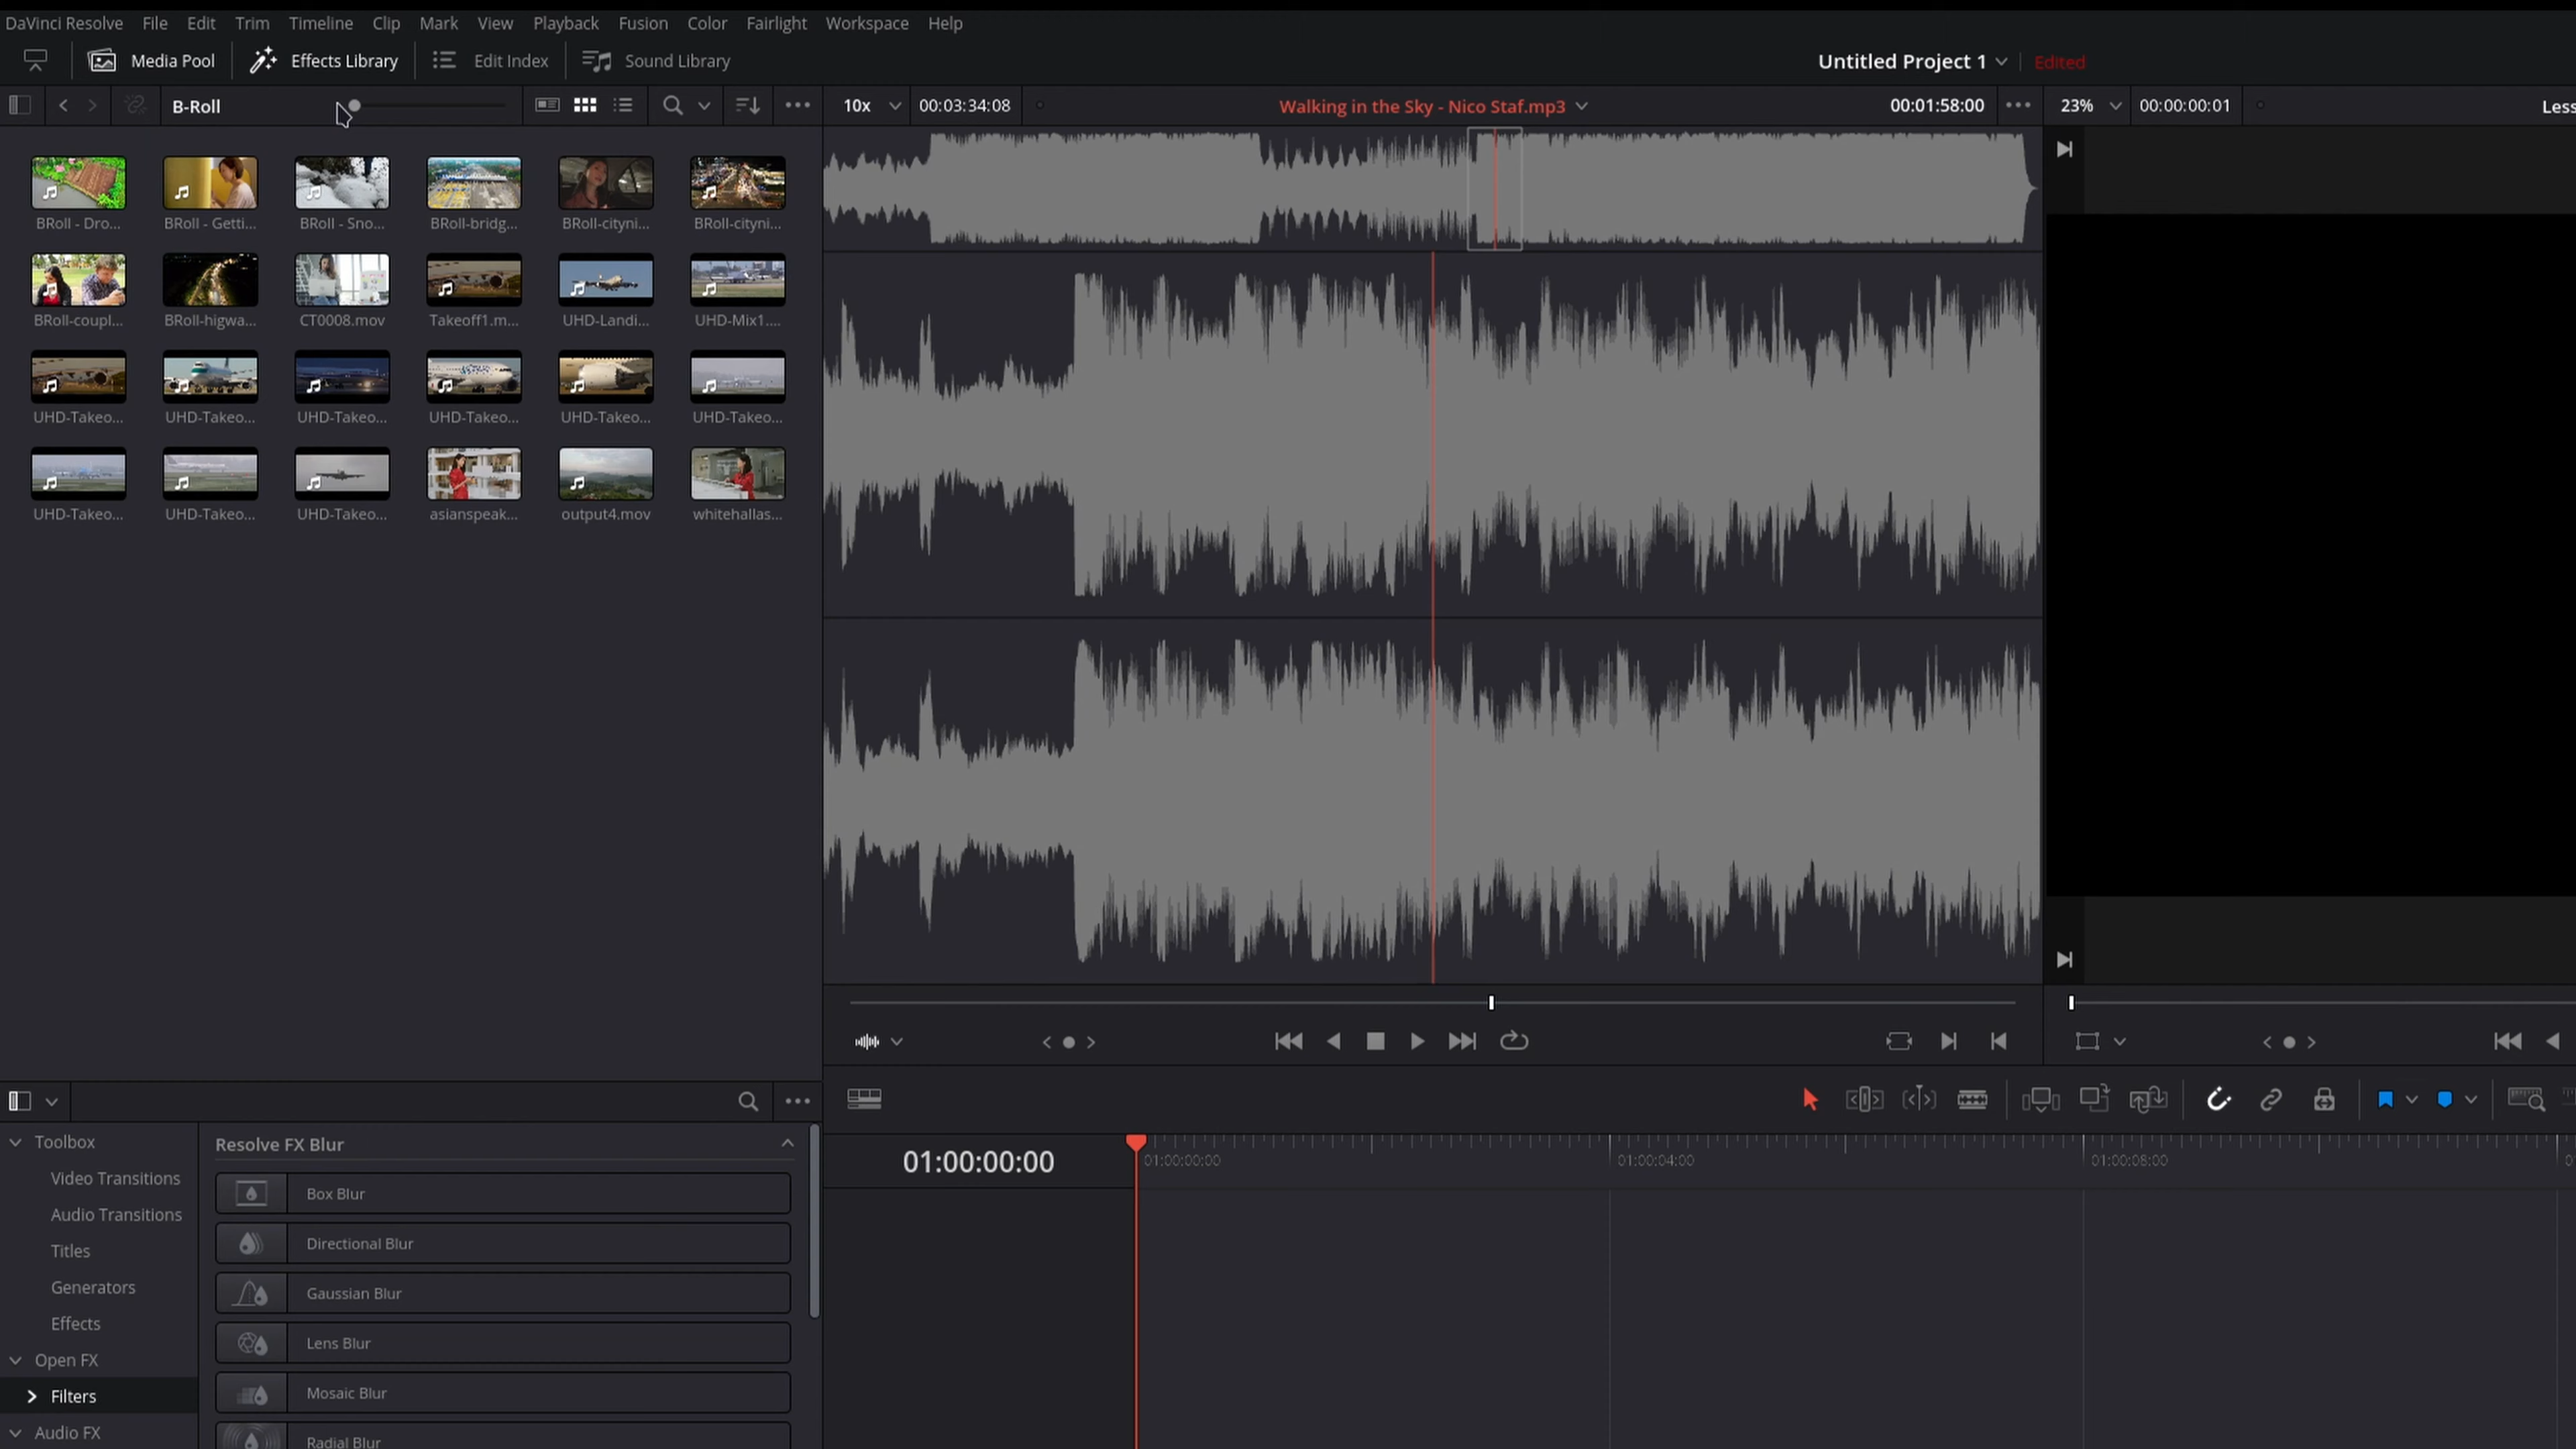 DaVinci Resolve File Edit Trim Timeline Clip Mark View Playback Fusion Color Fairlight Workspace Help
Media Pool Effects Library Edit Index Sound Library Untitled Project 1 Edited
B-Roll 10x 00:03:34:08 Walking in the Sky - Nico Staf.mp3 00:01:58:00 23% 00:00:00:01 Less
BRoll - Dro... BRoll - Getti... BRoll - Sno... BRoll-bridg... BRoll-cityni... BRoll-cityni...
BRoll-coupl... BRoll-higwa... CT0008.mov Takeoff1.m... UHD-Landi... UHD-Mix1....
UHD-Takeo... UHD-Takeo... UHD-Takeo... UHD-Takeo... UHD-Takeo... UHD-Takeo...
UHD-Takeo... UHD-Takeo... UHD-Takeo... asianspeak... output4.mov whitehallas...
Toolbox
Video Transitions
Audio Transitions
Titles
Generators
Effects
Open FX
Filters
Audio FX
Resolve FX Blur
Box Blur
Directional Blur
Gaussian Blur
Lens Blur
Mosaic Blur
Radial Blur
01:00:00:00 01:00:00:00 01:00:04:00 01:00:08:00